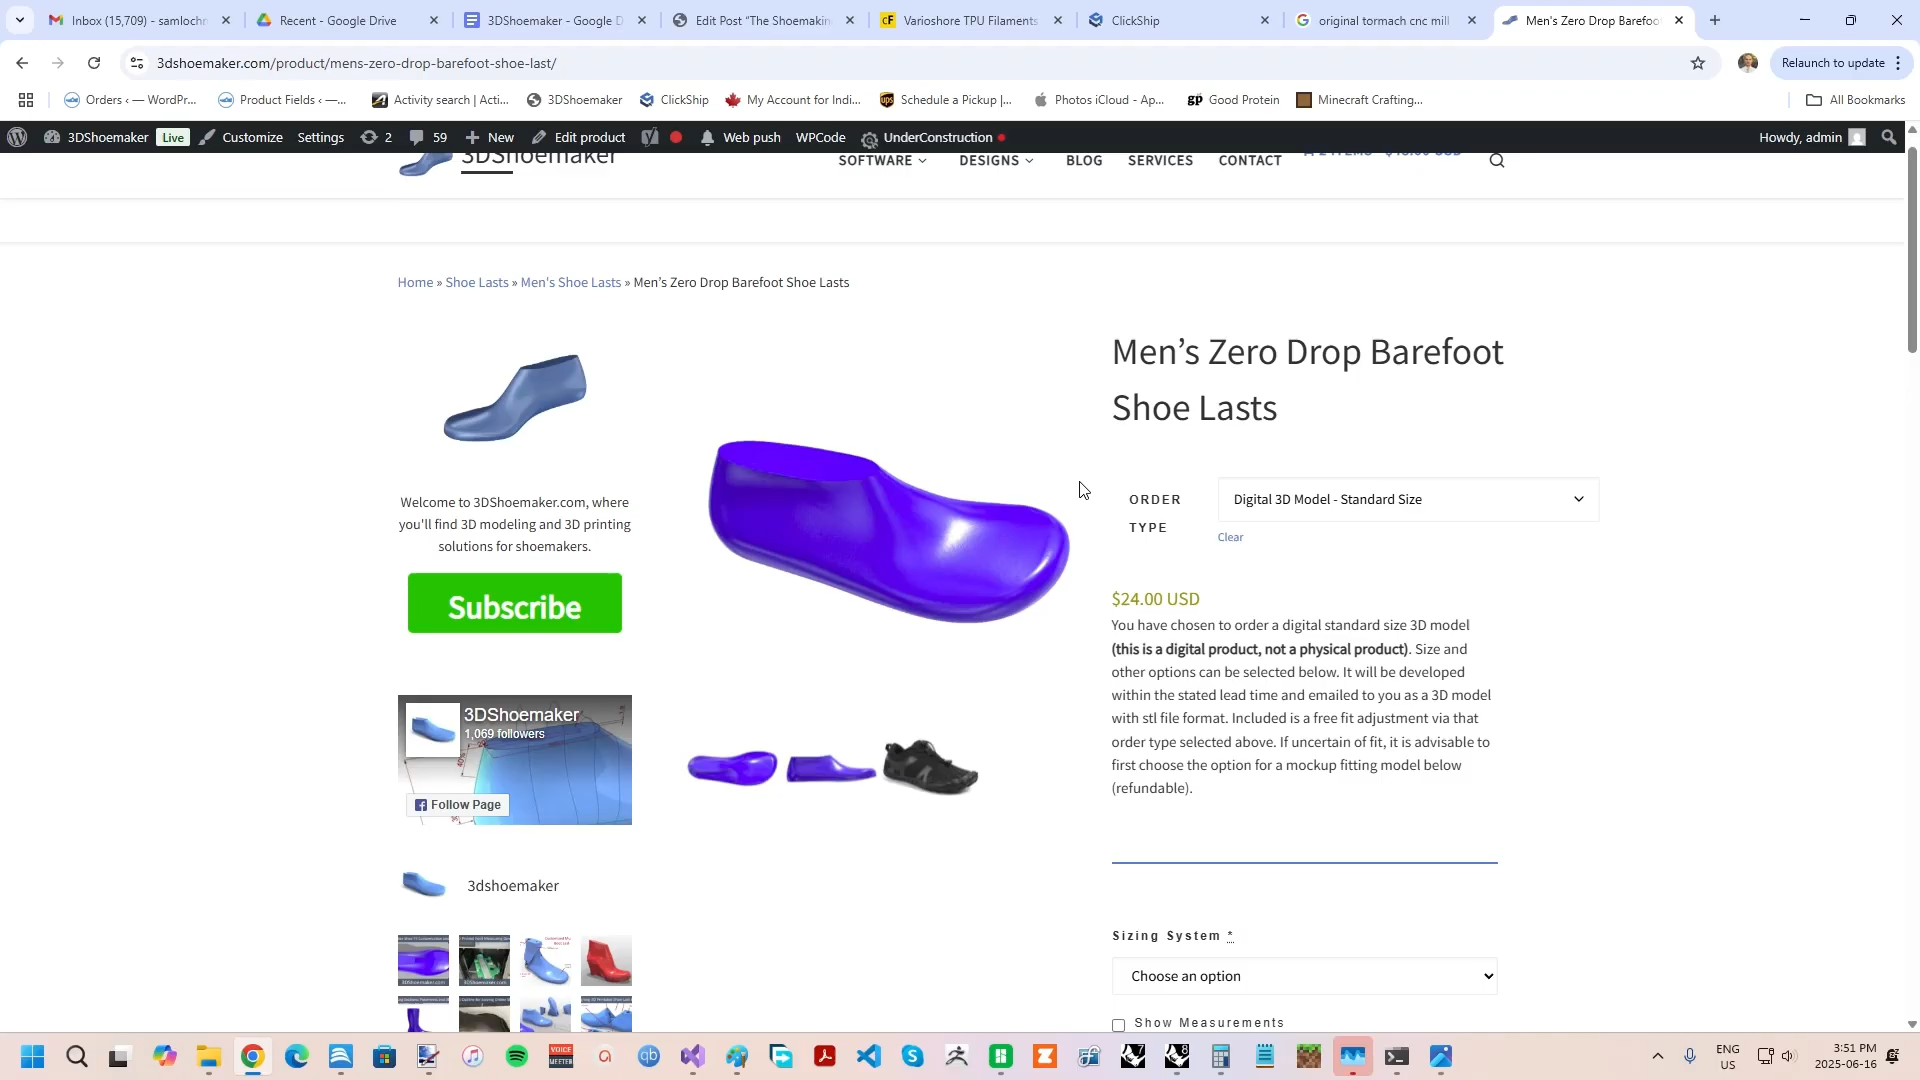 Inbox (15,709) - samlochn
Recent - Google Drive
3DShoemaker - Google D
Edit Post "The Shoemakin
Varioshore TPU Filaments
ClickShip
original tormach cnc mill
Men's Zero Drop Barefoo
3dshoemaker.com/product/mens-zero-drop-barefoot-shoe-last/
Relaunch to update
Orders ‹ — WordPr...
Product Fields ‹ —...
Activity search | Acti...
3DShoemaker
ClickShip
My Account for Indi...
Schedule a Pickup |...
Photos iCloud - Ap...
gp Good Protein
Minecraft Crafting...
All Bookmarks
3DShoemaker
Live
Customize
Settings
2
59
New
Edit product
Web push
WPCode
UnderConstruction
Howdy, admin
3DShoemaker
SOFTWARE
DESIGNS
BLOG
SERVICES
CONTACT
Home » Shoe Lasts » Men's Shoe Lasts » Men's Zero Drop Barefoot Shoe Lasts
Men's Zero Drop Barefoot
Shoe Lasts
ORDER
TYPE
Digital 3D Model - Standard Size
Clear
Welcome to 3DShoemaker.com, where
you'll find 3D modeling and 3D printing
solutions for shoemakers.
Subscribe
$24.00 USD
You have chosen to order a digital standard size 3D model
(this is a digital product, not a physical product). Size and
other options can be selected below. It will be developed
within the stated lead time and emailed to you as a 3D model
with stl file format. Included is a free fit adjustment via that
order type selected above. If uncertain of fit, it is advisable to
first choose the option for a mockup fitting model below
(refundable).
3DShoemaker
1,069 followers
Follow Page
3dshoemaker
Sizing System *
Choose an option
Show Measurements
VOICE
MEETER
ENG
US
3:51 PM
2025-06-16